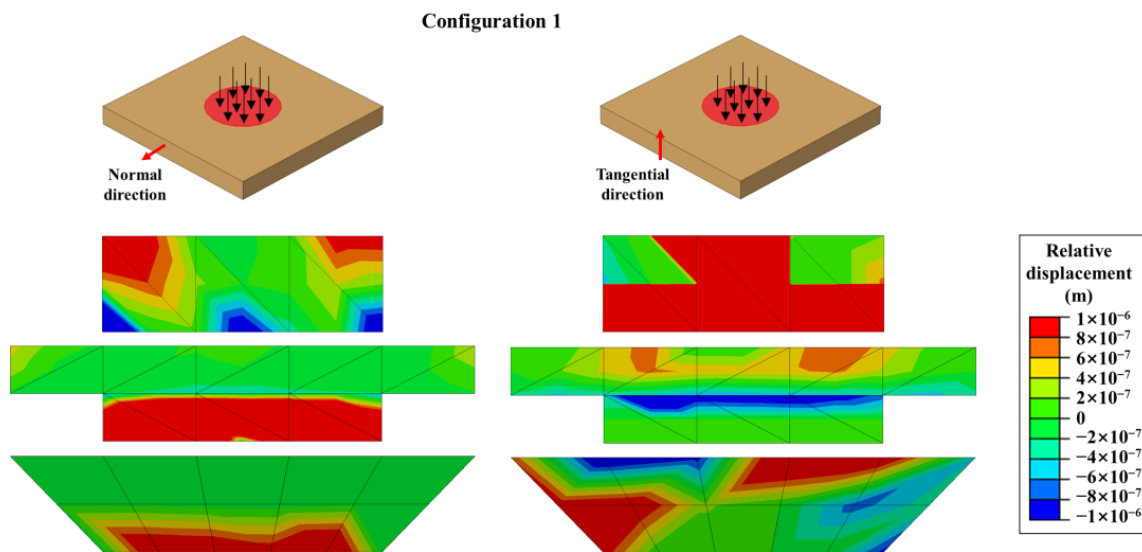 Configuration 1
Normal
direction
Tangential
direction
Relative
displacement
(m)
1×10⁻⁶
8×10⁻⁷
6×10⁻⁷
4×10⁻⁷
2×10⁻⁷
0
−2×10⁻⁷
−4×10⁻⁷
−6×10⁻⁷
−8×10⁻⁷
−1×10⁻⁶